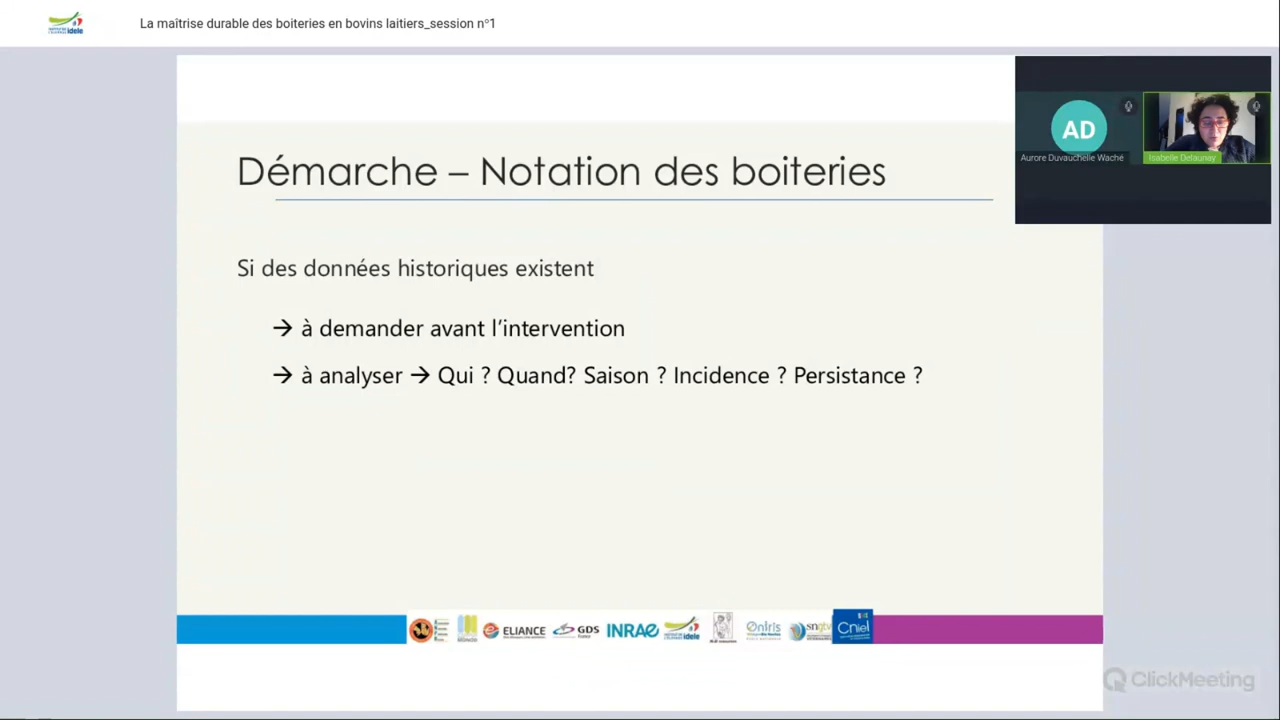 La maîtrise durable des boiteries en bovins laitiers_session n°1
AD
Aurore Duvauchelle Waché
Isabelle Delaunay
Démarche – Notation des boiteries
Si des données historiques existent
→ à demander avant l'intervention
→ à analyser → Qui ? Quand? Saison ? Incidence ? Persistance ?
ELIANCE
GDS
INRAE
idele
Oniris
sngtv
Cniel
ClickMeeting